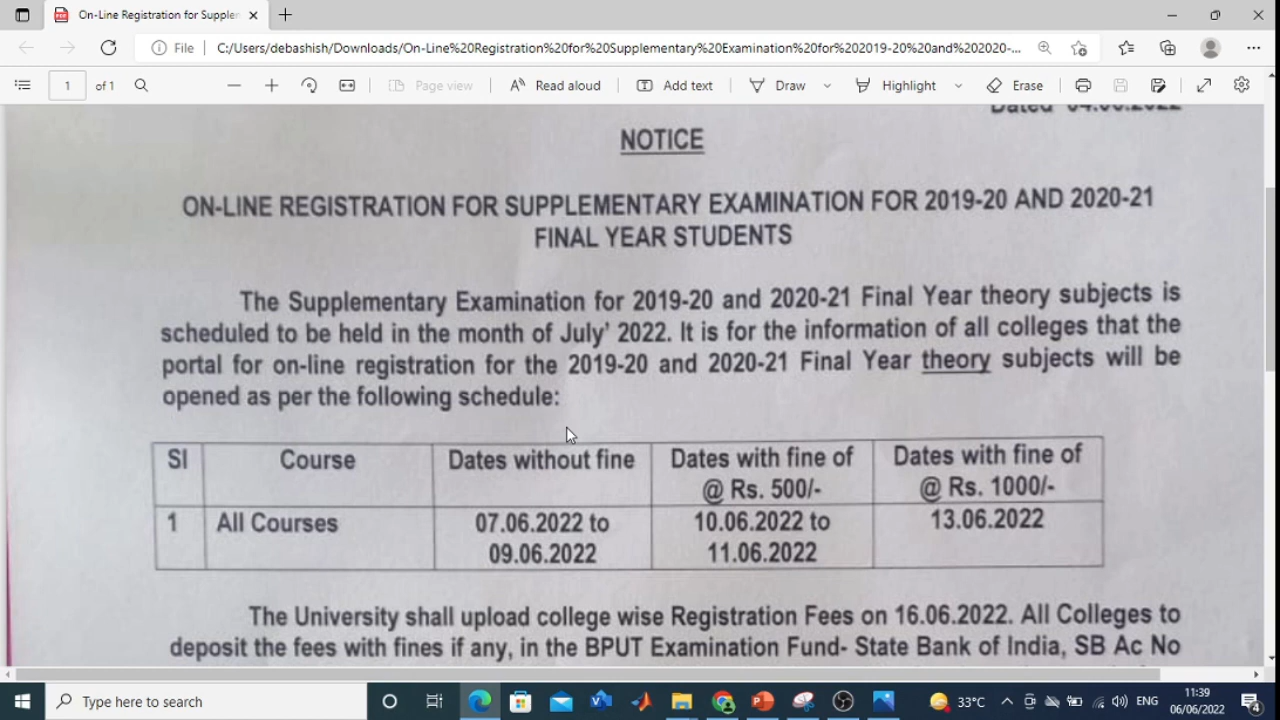 On-Line Registration for Supplen
File
C:/Users/debashish/Downloads/On-Line%20Registration%20for%20Supplementary%20Examination%20for%202019-20%20and%202020-...
1 of 1
Page view
Read aloud
Add text
Draw
Highlight
Erase
Dated 04.06.2022
NOTICE
ON-LINE REGISTRATION FOR SUPPLEMENTARY EXAMINATION FOR 2019-20 AND 2020-21
FINAL YEAR STUDENTS
The Supplementary Examination for 2019-20 and 2020-21 Final Year theory subjects is
scheduled to be held in the month of July' 2022. It is for the information of all colleges that the
portal for on-line registration for the 2019-20 and 2020-21 Final Year theory subjects will be
opened as per the following schedule:
Sl Course Dates without fine Dates with fine of Dates with fine of
@ Rs. 500/- @ Rs. 1000/-
1 All Courses 07.06.2022 to 10.06.2022 to 13.06.2022
09.06.2022 11.06.2022
The University shall upload college wise Registration Fees on 16.06.2022. All Colleges to
deposit the fees with fines if any, in the BPUT Examination Fund- State Bank of India, SB Ac No
Type here to search
33°C
ENG
11:39
06/06/2022
4